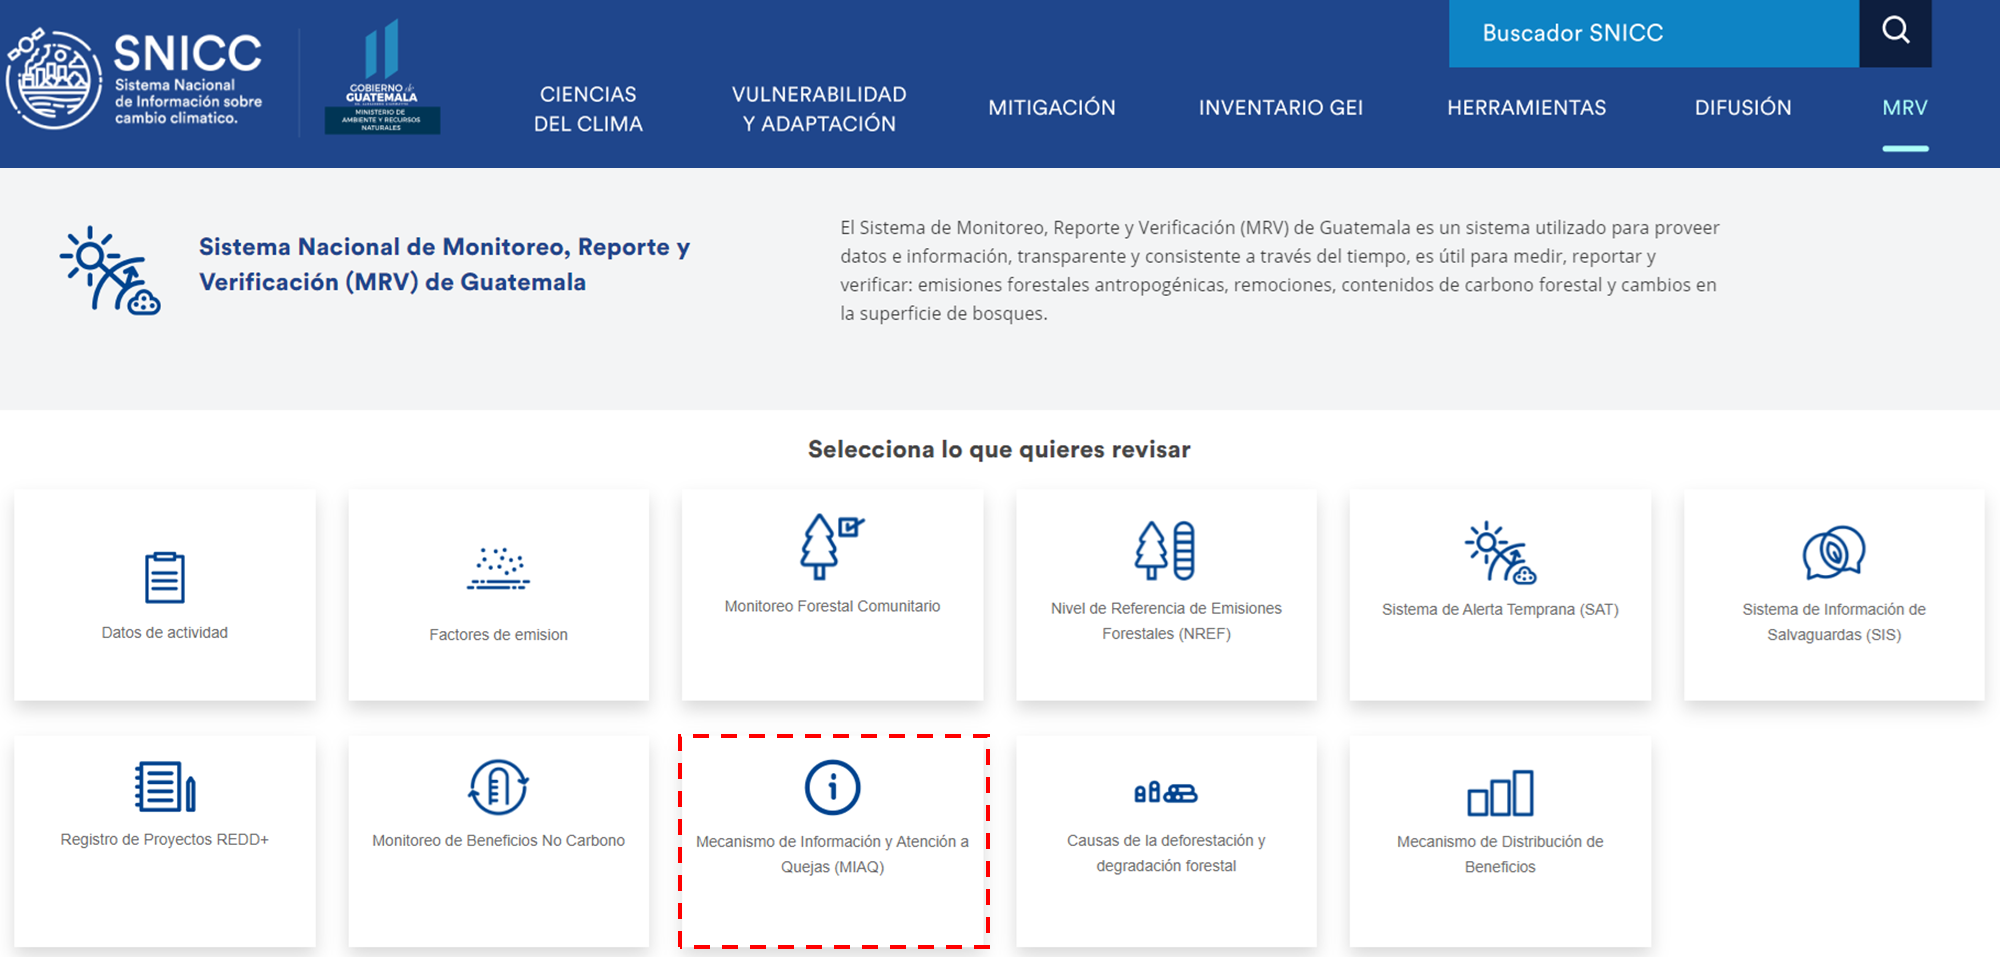 SNICC
Sistema Nacional
de Información sobre
cambio climatico.
GOBIERNO de
GUATEMALA
MINISTERIO DE
AMBIENTE Y RECURSOS
NATURALES
Buscador SNICC
CIENCIAS
DEL CLIMA
VULNERABILIDAD
Y ADAPTACIÓN
MITIGACIÓN
INVENTARIO GEI
HERRAMIENTAS
DIFUSIÓN
MRV
Sistema Nacional de Monitoreo, Reporte y
Verificación (MRV) de Guatemala
El Sistema de Monitoreo, Reporte y Verificación (MRV) de Guatemala es un sistema utilizado para proveer
datos e información, transparente y consistente a través del tiempo, es útil para medir, reportar y
verificar: emisiones forestales antropogénicas, remociones, contenidos de carbono forestal y cambios en
la superficie de bosques.
Selecciona lo que quieres revisar
Datos de actividad
Factores de emision
Monitoreo Forestal Comunitario
Nivel de Referencia de Emisiones
Forestales (NREF)
Sistema de Alerta Temprana (SAT)
Sistema de Información de
Salvaguardas (SIS)
Registro de Proyectos REDD+
Monitoreo de Beneficios No Carbono
Mecanismo de Información y Atención a
Quejas (MIAQ)
Causas de la deforestación y
degradación forestal
Mecanismo de Distribución de
Beneficios